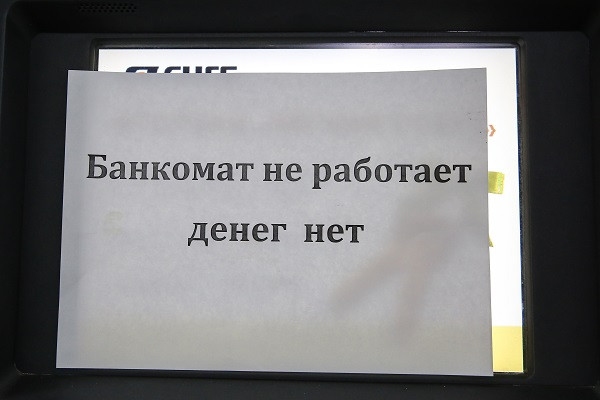 Банкомат не работает
денег нет